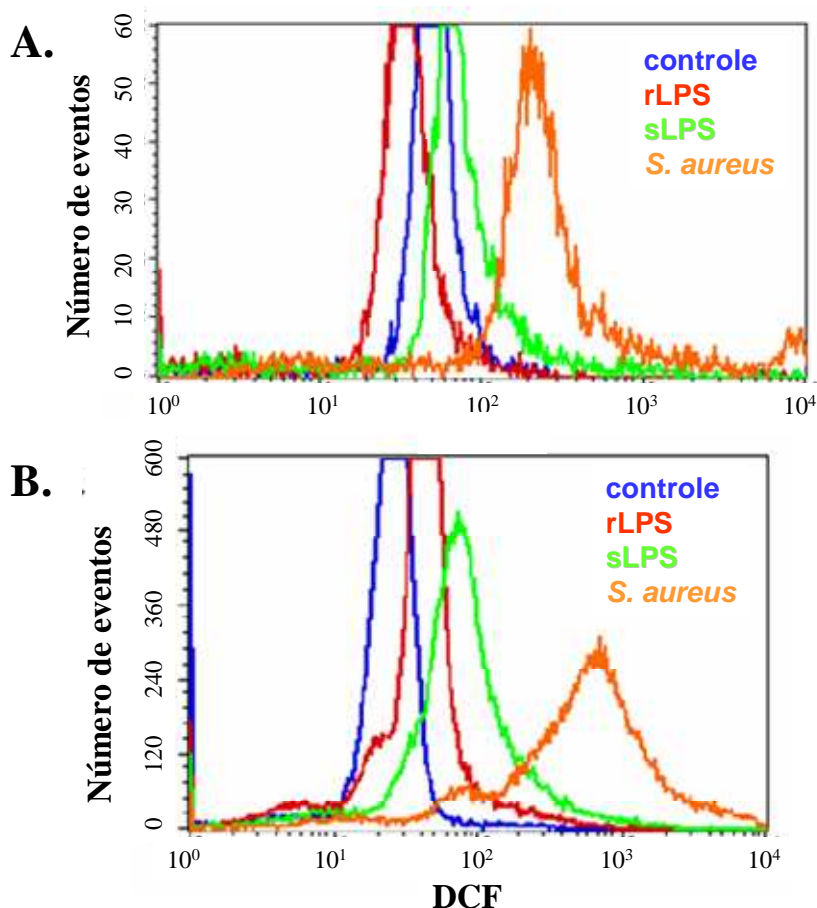 A.
Número de eventos
60
50
40
30
20
10
0
controle
rLPS
sLPS
S. aureus
10⁰ 10¹ 10² 10³ 10⁴
B.
Número de eventos
600
480
360
240
120
0
controle
rLPS
sLPS
S. aureus
10⁰ 10¹ 10² 10³ 10⁴
DCF